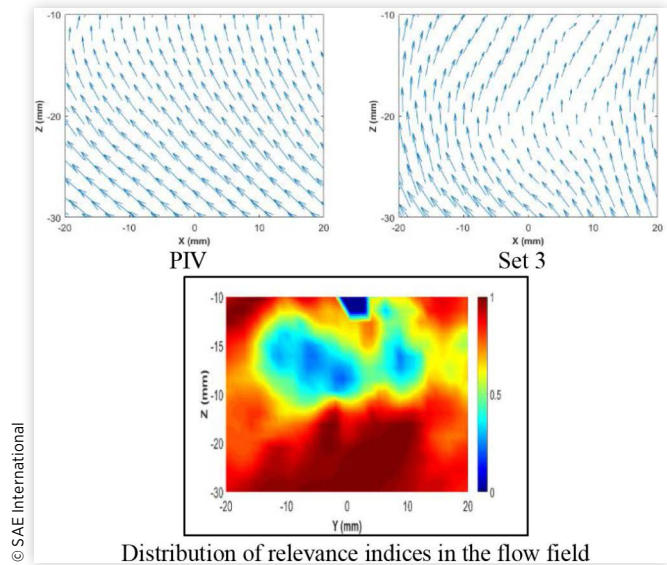 -10
-20
-30
Z (mm)
-20 -10 0 10 20
X (mm)
PIV
-10
-20
-30
Z (mm)
-20 -10 0 10 20
X (mm)
Set 3
-10
-15
-10
-20
-30
Z (mm)
-20 -10 0 10 20
Y (mm)
1
0.5
0
Distribution of relevance indices in the flow field
© SAE International